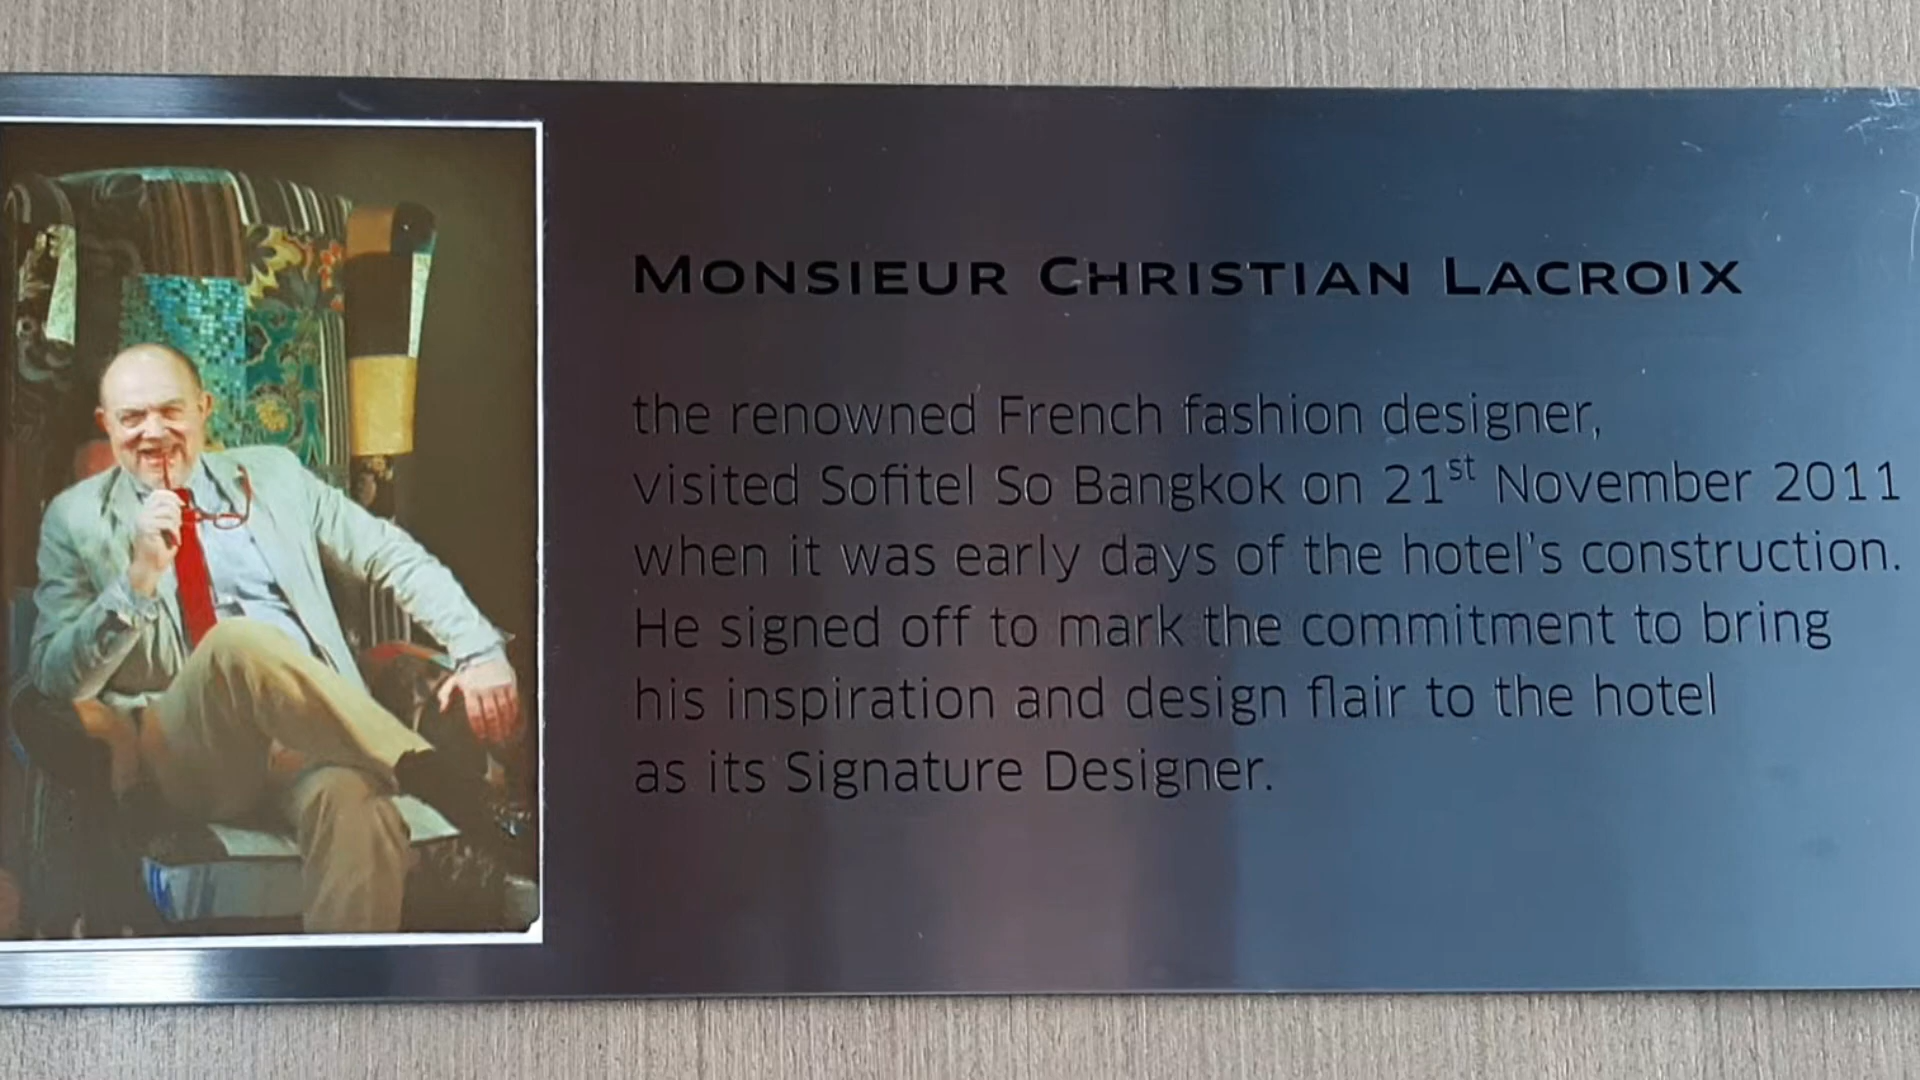 MONSIEUR CHRISTIAN LACROIX
the renowned French fashion designer,
visited Sofitel So Bangkok on 21st November 2011
when it was early days of the hotel's construction.
He signed off to mark the commitment to bring
his inspiration and design flair to the hotel
as its Signature Designer.